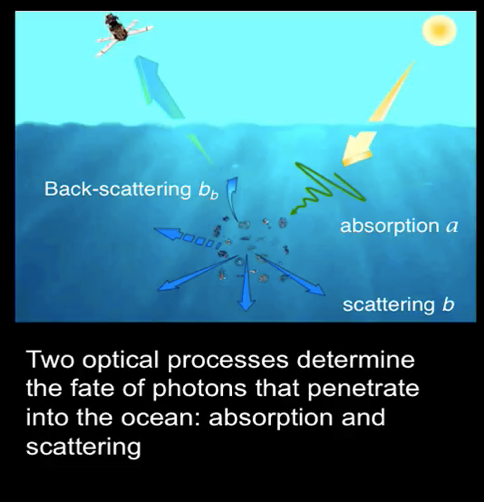 Back-scattering b_b
absorption a
scattering b
Two optical processes determine
the fate of photons that penetrate
into the ocean: absorption and
scattering